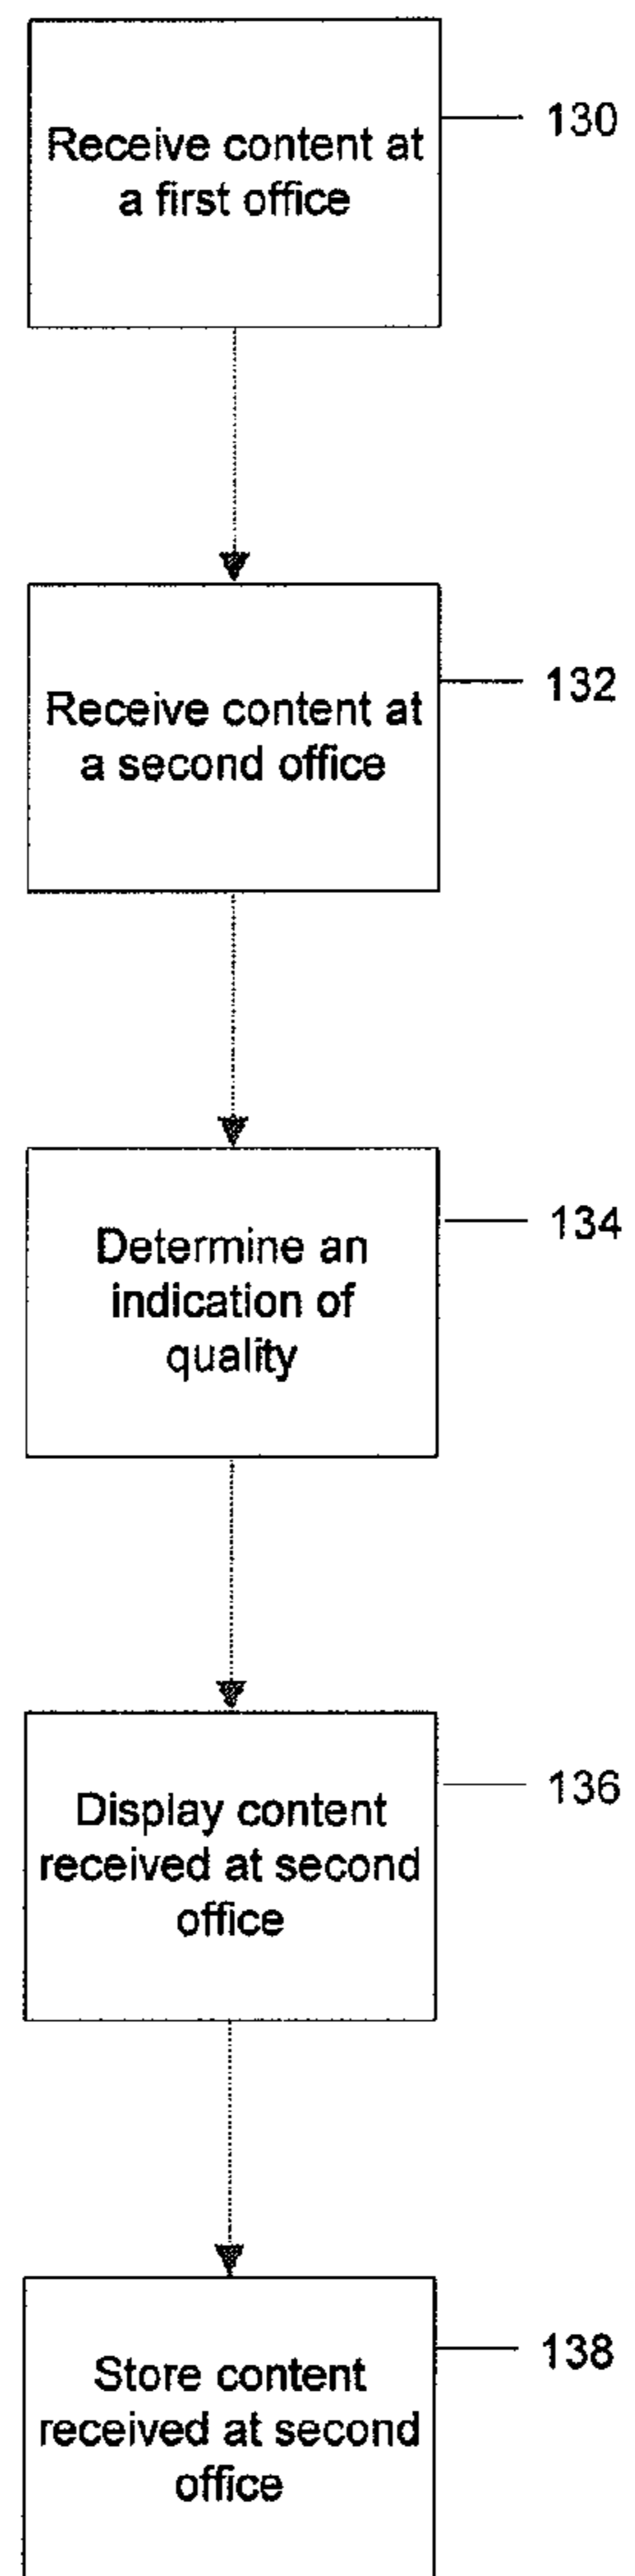 Receive content at
a first office
130
Receive content at
a second office
132
Determine an
indication of
quality
134
Display content
received at second
office
136
Store content
received at second
office
138